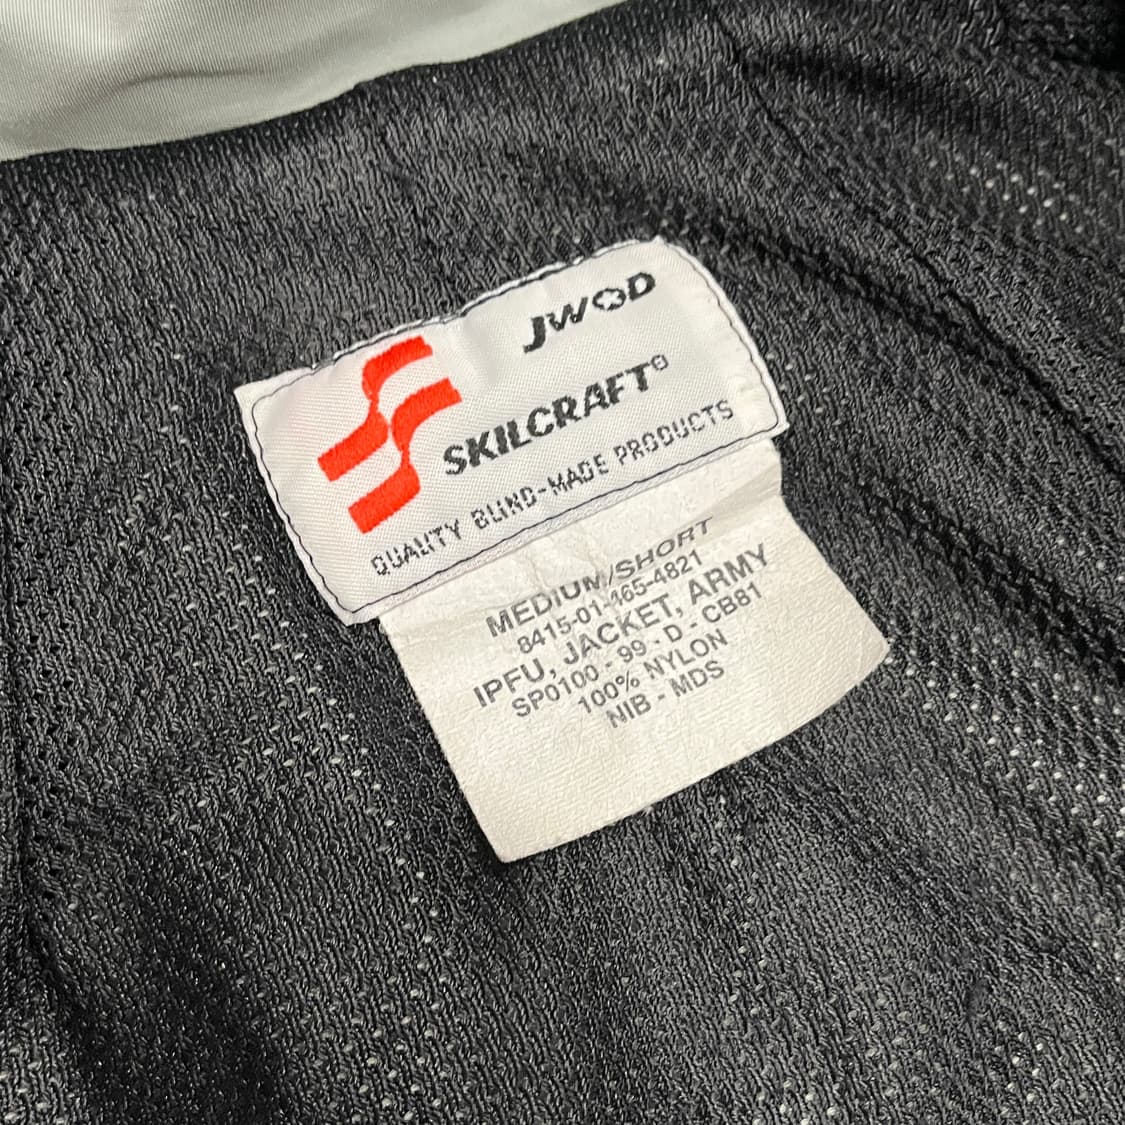 JWOD
SKILCRAFT®
QUALITY BLIND-MADE PRODUCTS
MEDIUM/SHORT
8415-01-465-4821
IPFU, JACKET, ARMY
SP0100 - 99 - D - CB81
100% NYLON
NIB - MDS